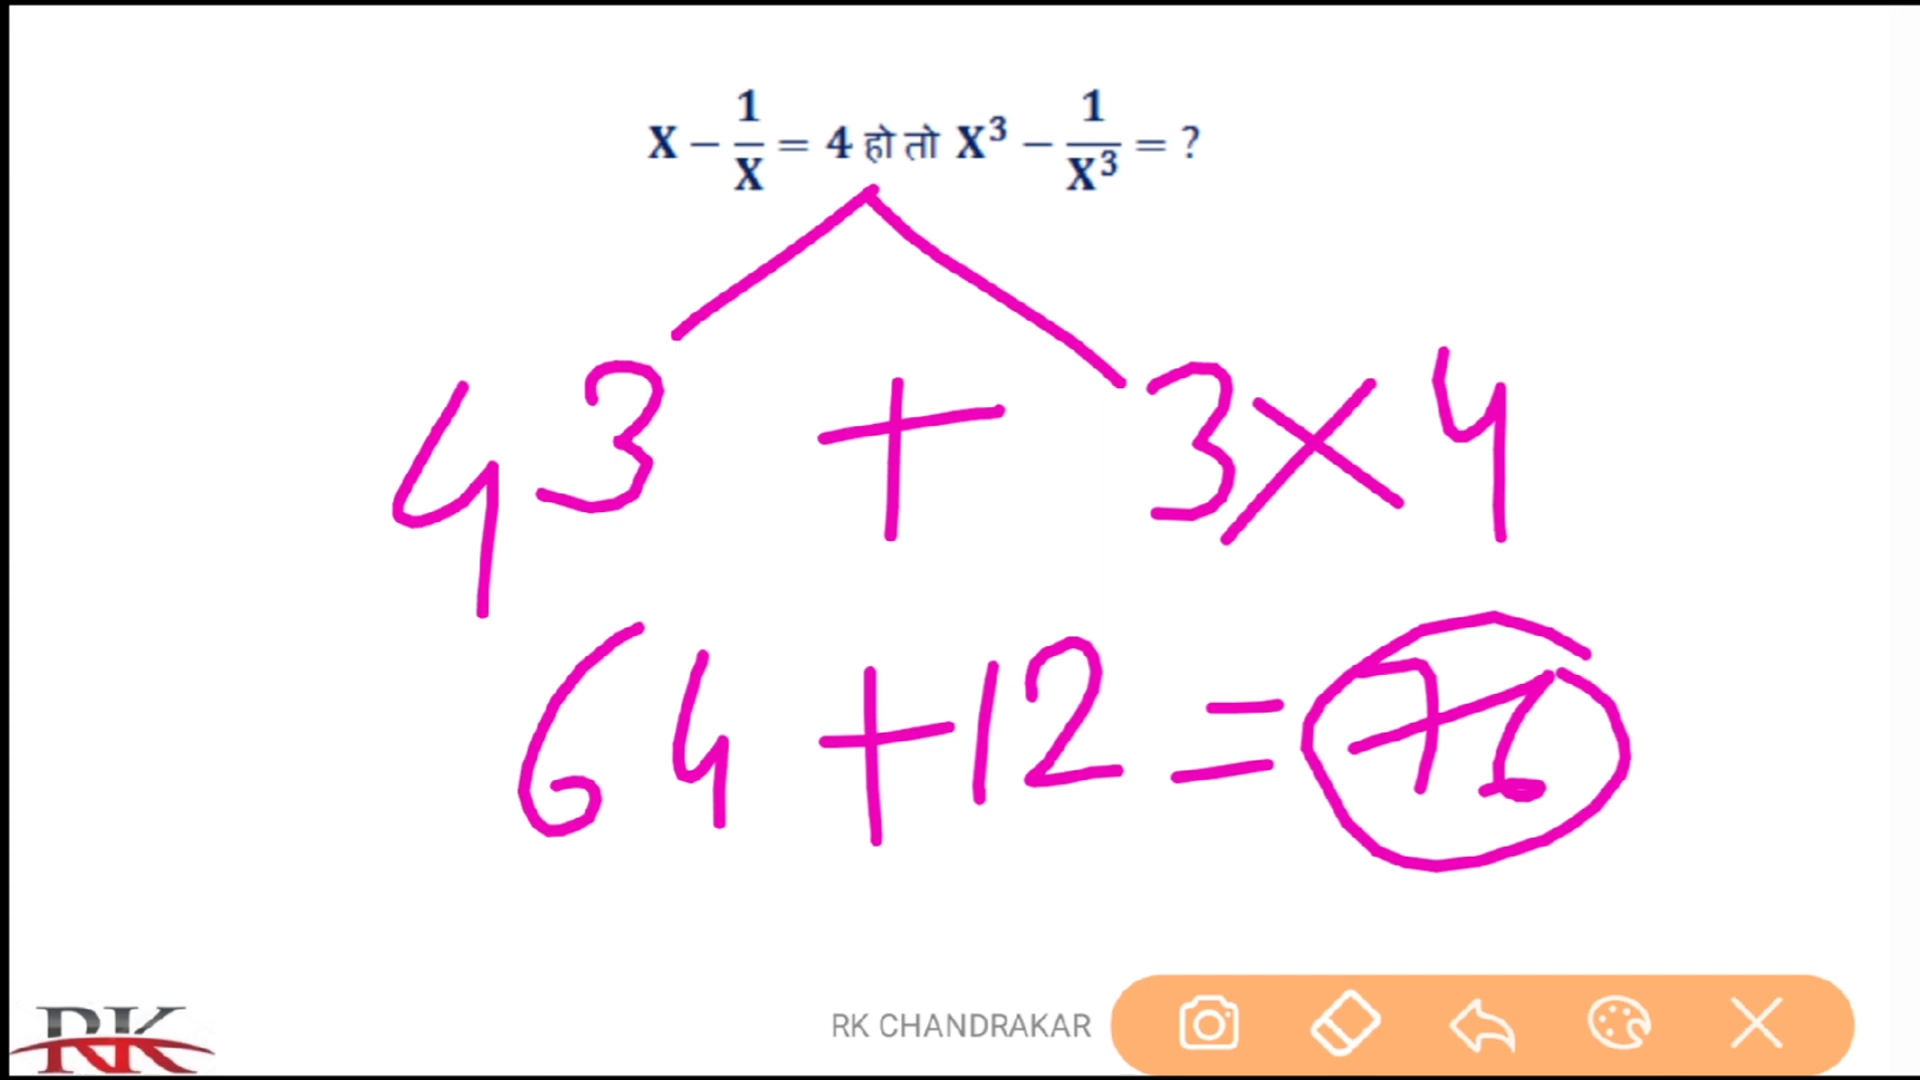 X − 1/X = 4 हो तो X³ − 1/X³ = ?
4³ + 3×4
64+12=76
RK
RK CHANDRAKAR